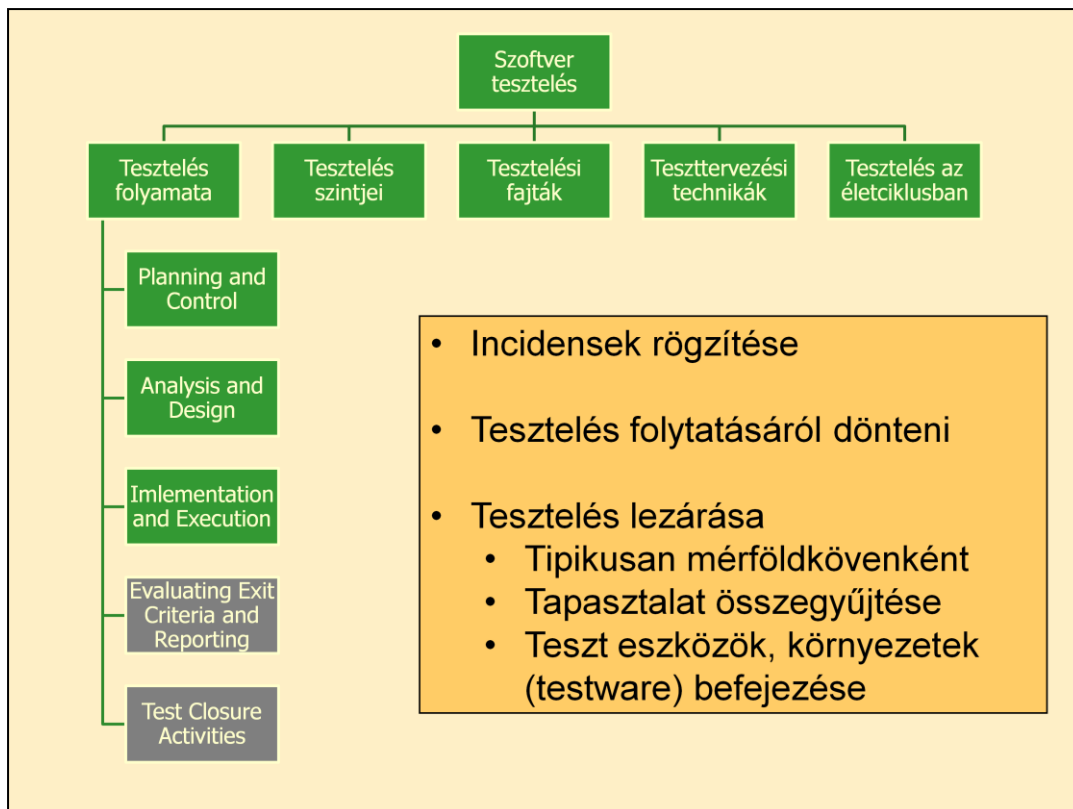 Szoftver
tesztelés
Tesztelés
folyamata
Tesztelés
szintjei
Tesztelési
fajták
Teszttervezési
technikák
Tesztelés az
életciklusban
Planning and
Control
Analysis and
Design
Imlementation
and Execution
Evaluating Exit
Criteria and
Reporting
Test Closure
Activities
• Incidensek rögzítése
• Tesztelés folytatásáról dönteni
• Tesztelés lezárása
• Tipikusan mérföldkövenként
• Tapasztalat összegyűjtése
• Teszt eszközök, környezetek
(testware) befejezése